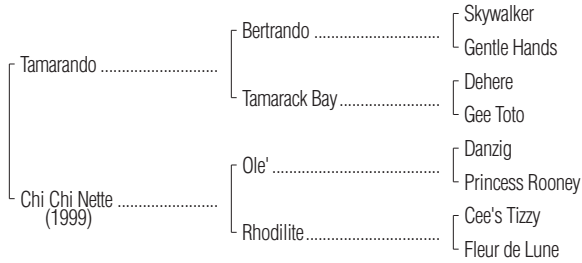 Skywalker
Bertrando ..............................
Gentle Hands
Tamarando ............................
Dehere
Tamarack Bay........................
Gee Toto
Danzig
Ole' ........................................
Princess Rooney
Chi Chi Nette ........................
(1999)
Cee's Tizzy
Rhodilite................................
Fleur de Lune